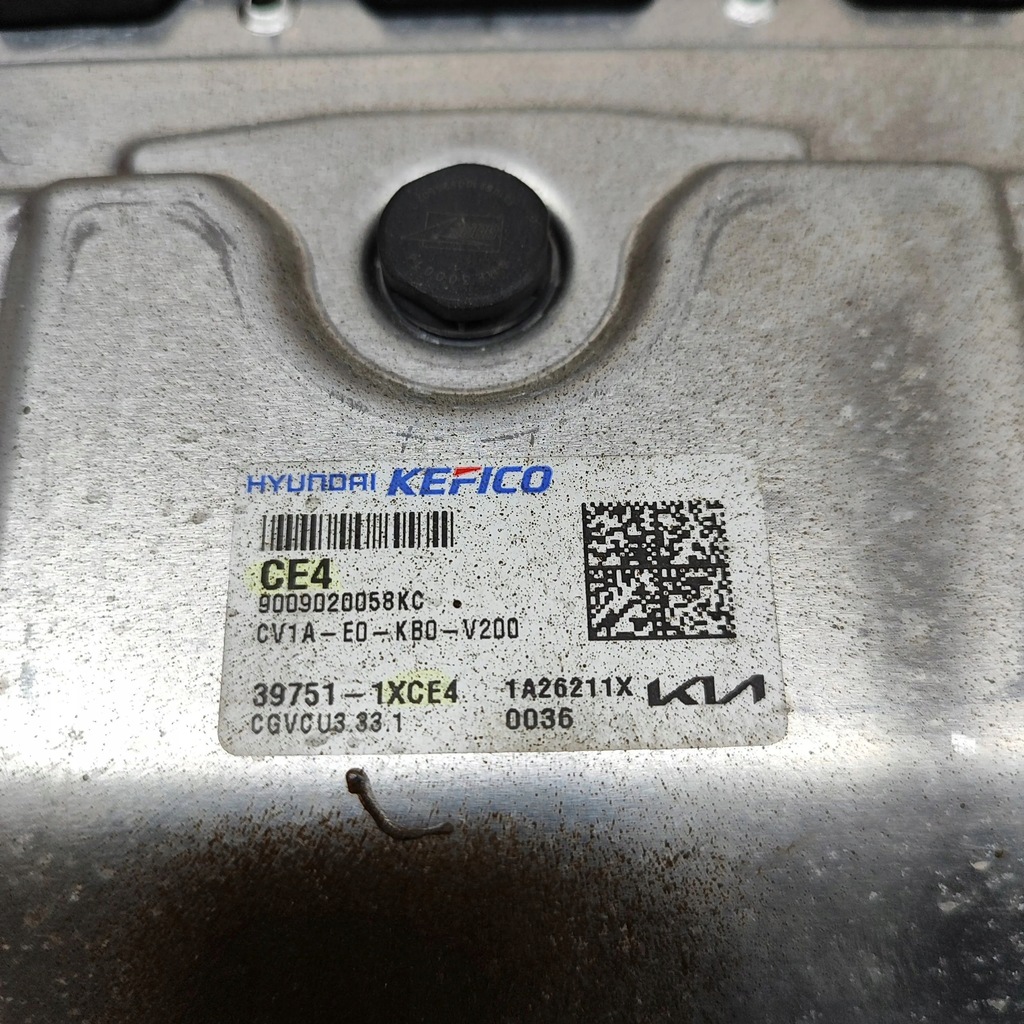 HYUNDAI KEFICO
CE4
9009020058KC
CV1A-E0-KB0-V200
39751-1XCE4 1A26211X KIA
CGVCU3.33.1 0036